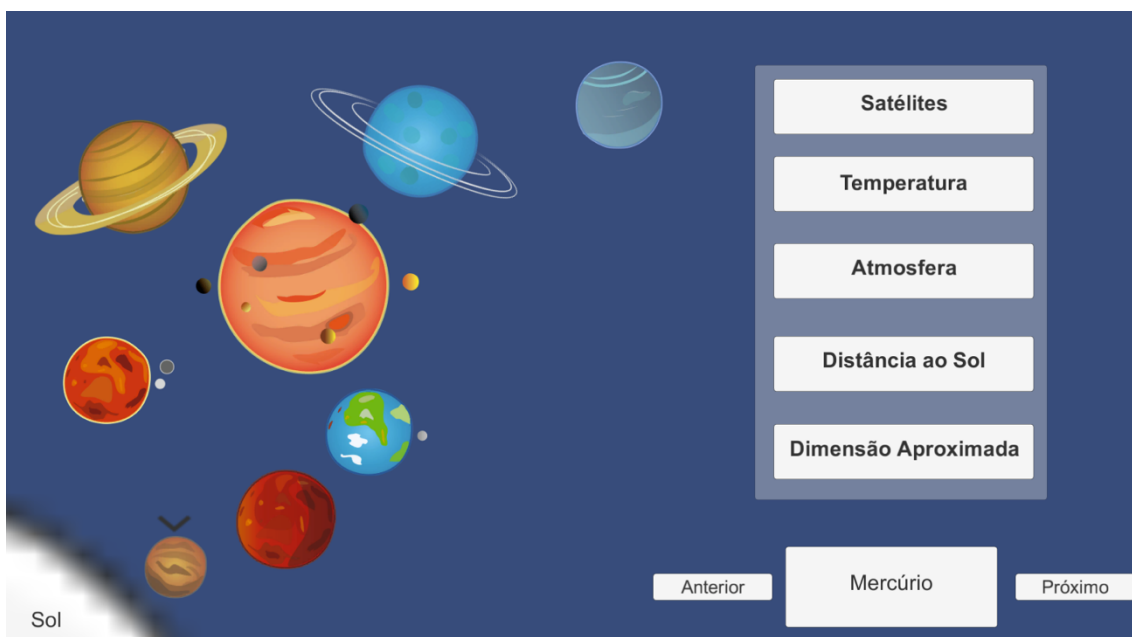 Satélites
Temperatura
Atmosfera
Distância ao Sol
Dimensão Aproximada
Anterior
Mercúrio
Próximo
Sol